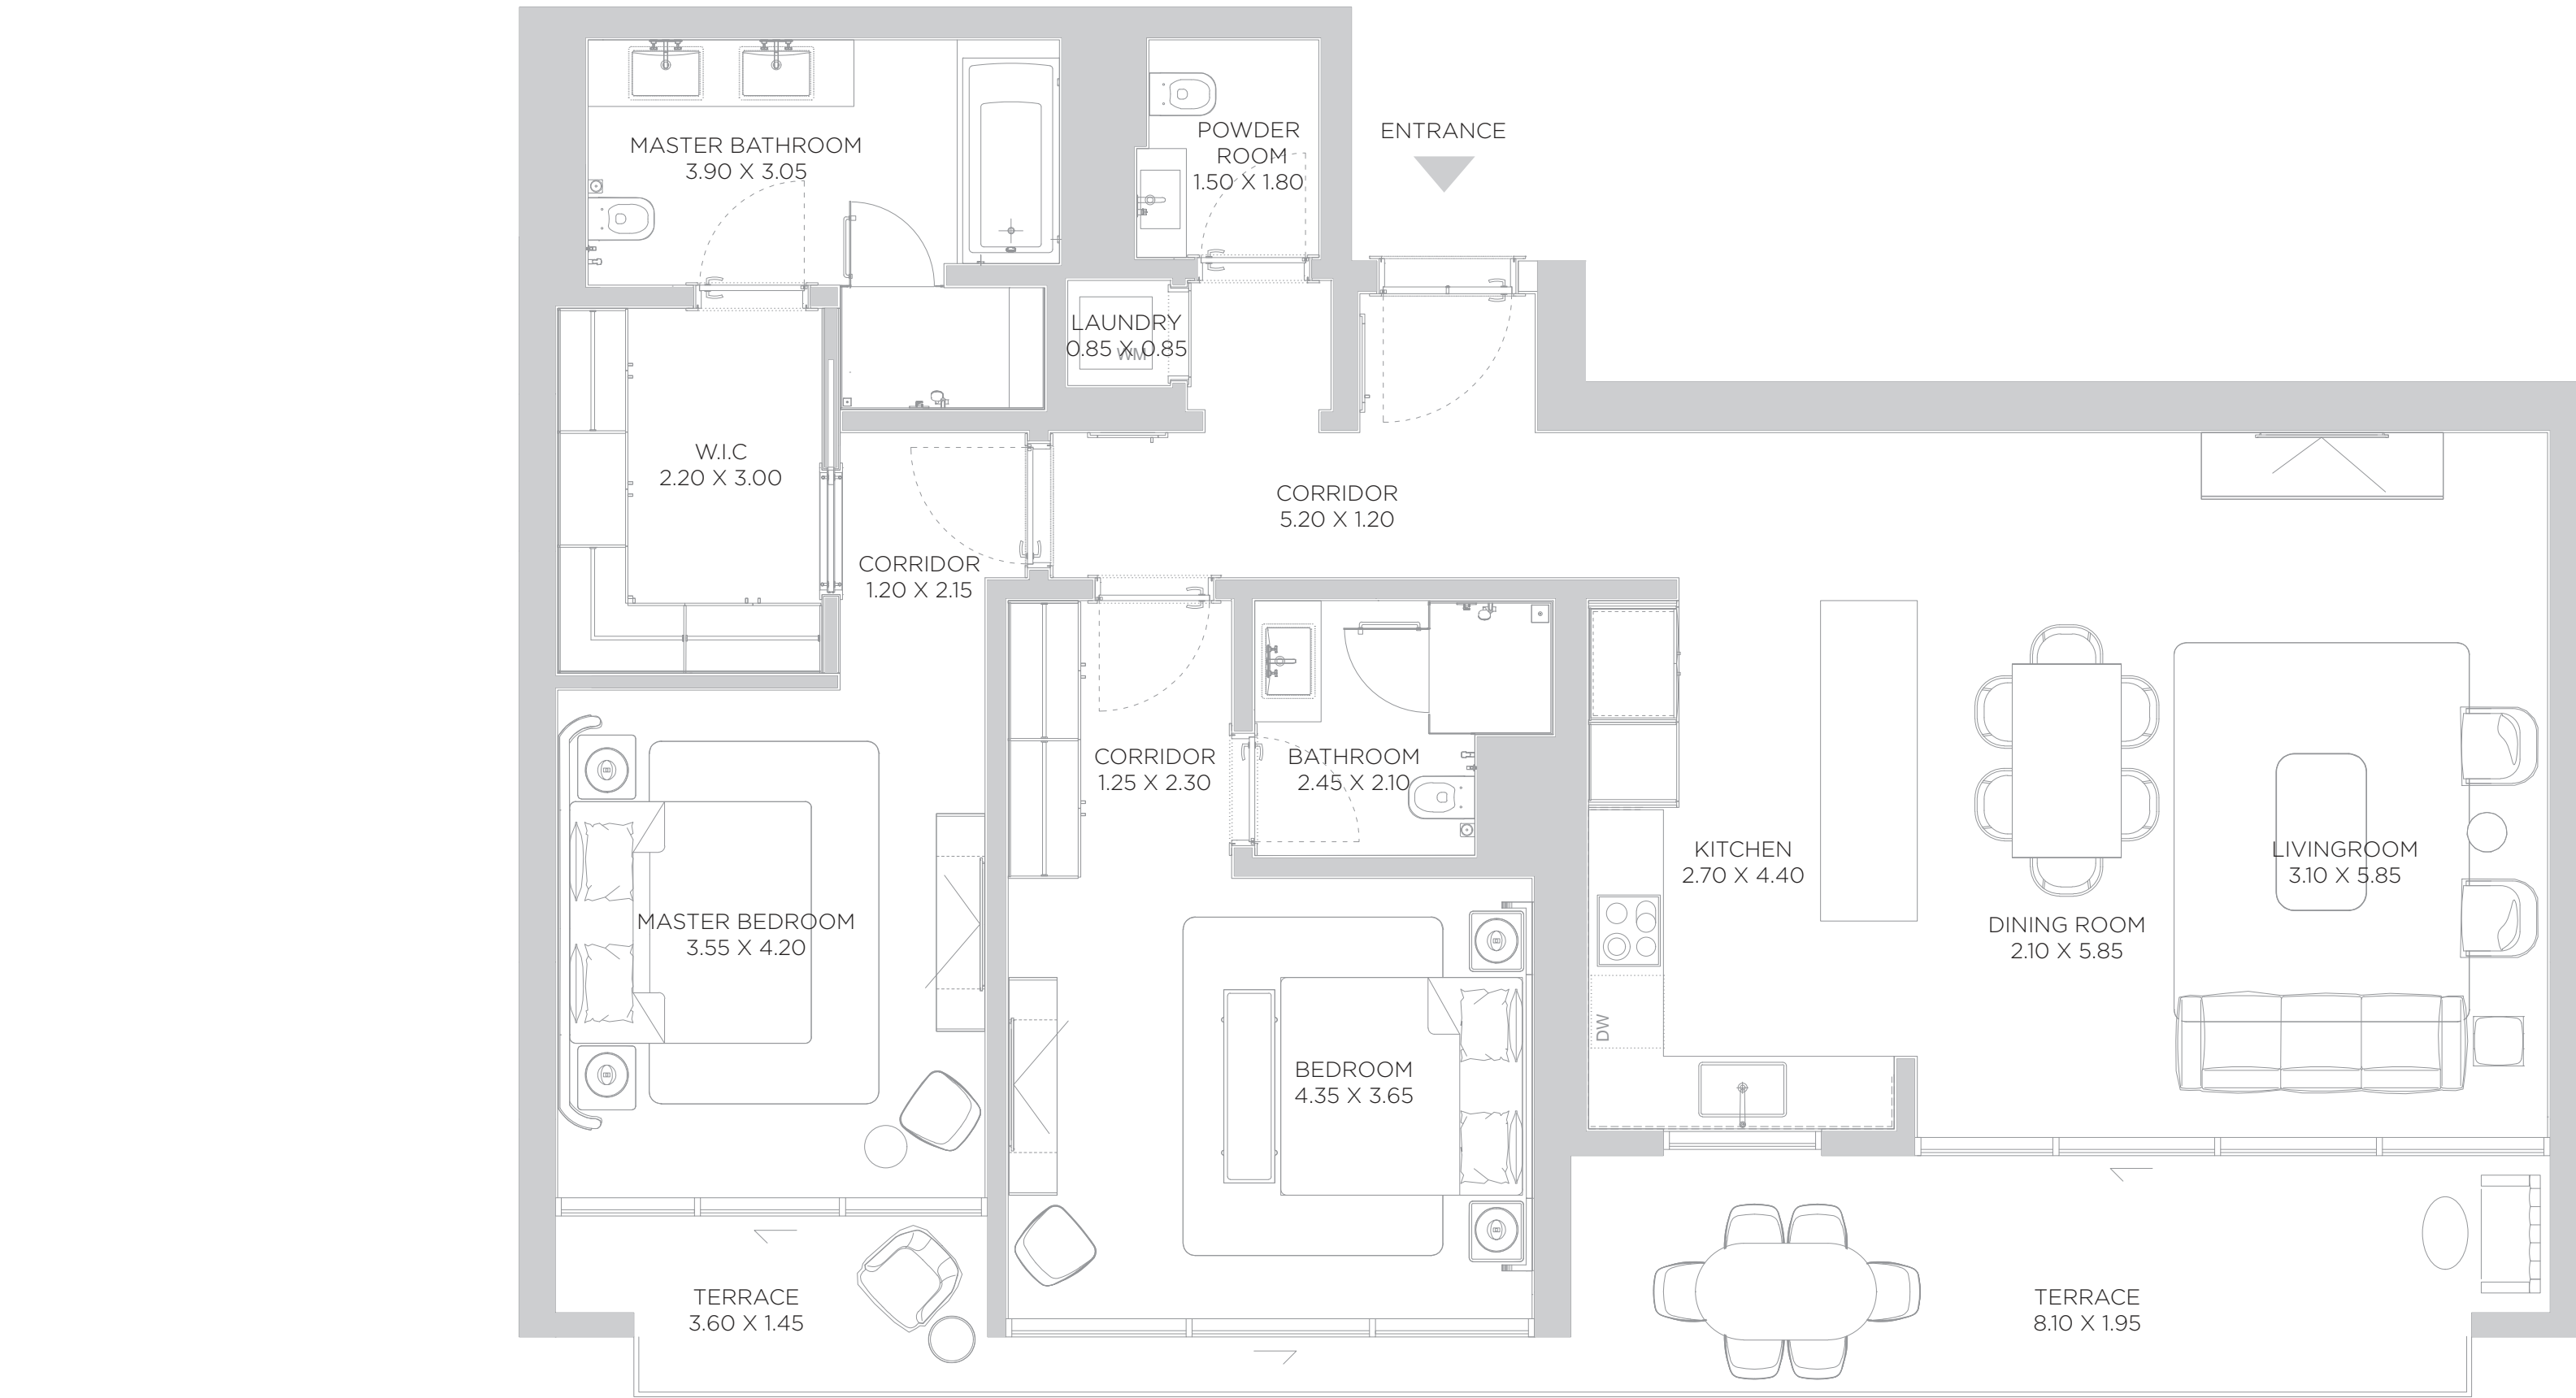 MASTER BATHROOM
3.90 X 3.05
POWDER
ROOM
1.50 X 1.80
ENTRANCE
LAUNDRY
0.85 X 0.85
WM
W.I.C
2.20 X 3.00
CORRIDOR
5.20 X 1.20
CORRIDOR
1.20 X 2.15
CORRIDOR
1.25 X 2.30
BATHROOM
2.45 X 2.10
KITCHEN
2.70 X 4.40
LIVINGROOM
3.10 X 5.85
MASTER BEDROOM
3.55 X 4.20
DINING ROOM
2.10 X 5.85
DW
BEDROOM
4.35 X 3.65
TERRACE
3.60 X 1.45
TERRACE
8.10 X 1.95